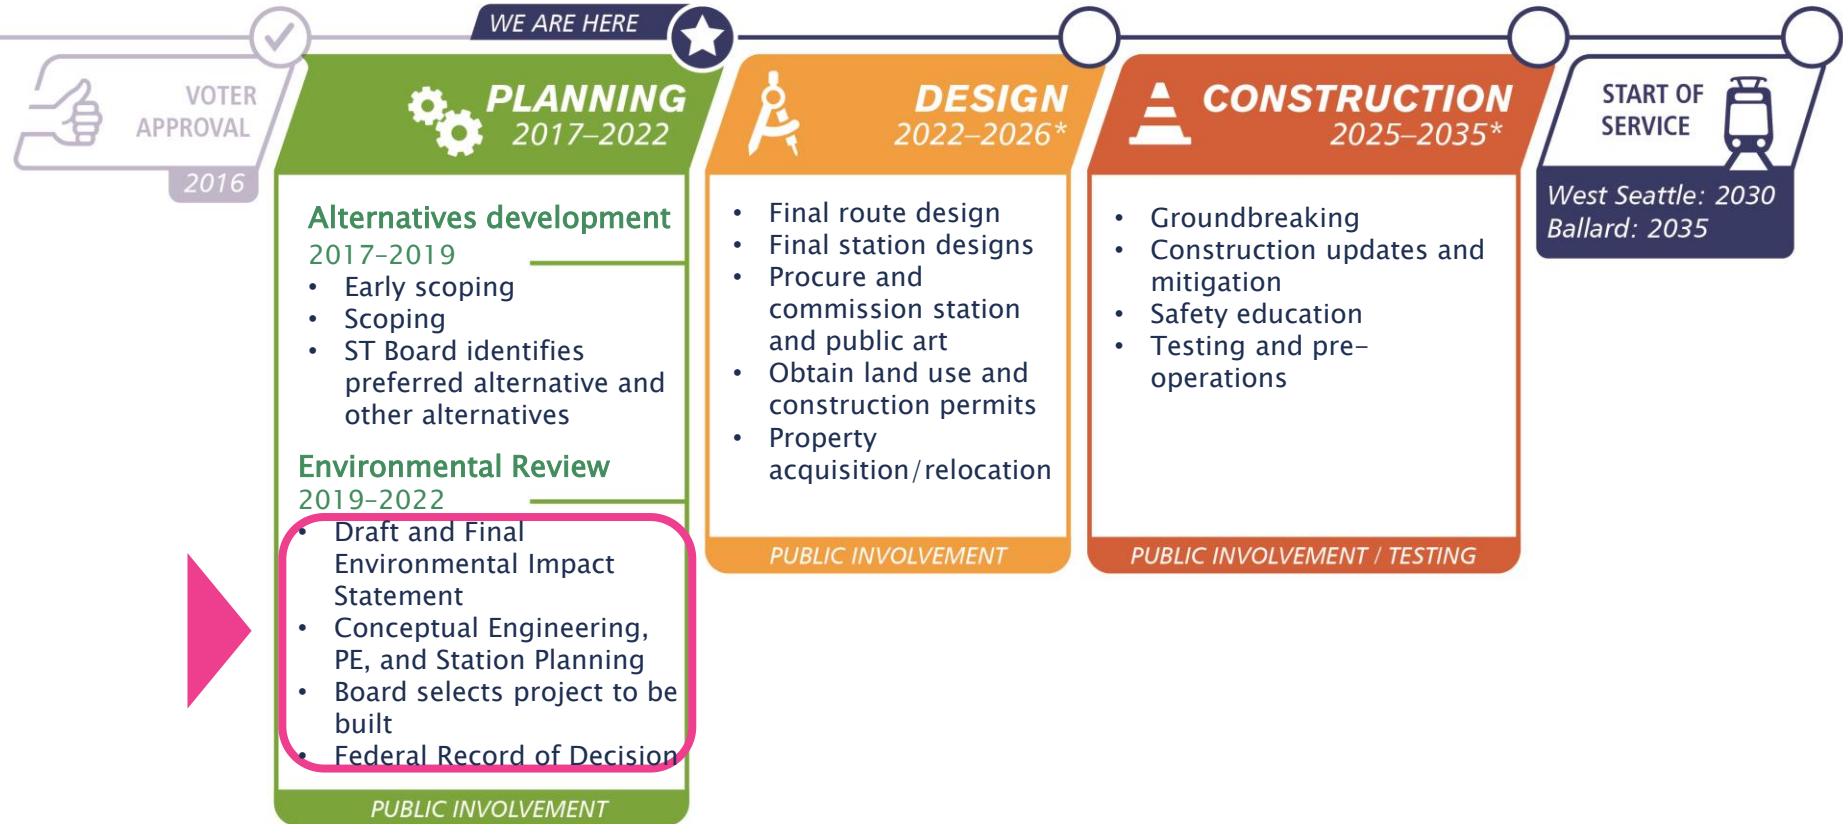 WE ARE HERE
VOTER
APPROVAL
2016
PLANNING
2017–2022
Alternatives development
2017–2019
• Early scoping
• Scoping
• ST Board identifies
preferred alternative and
other alternatives
Environmental Review
2019–2022
• Draft and Final
Environmental Impact
Statement
• Conceptual Engineering,
PE, and Station Planning
• Board selects project to be
built
• Federal Record of Decision
PUBLIC INVOLVEMENT
DESIGN
2022–2026*
• Final route design
• Final station designs
• Procure and
commission station
and public art
• Obtain land use and
construction permits
• Property
acquisition/relocation
PUBLIC INVOLVEMENT
CONSTRUCTION
2025–2035*
• Groundbreaking
• Construction updates and
mitigation
• Safety education
• Testing and pre–
operations
PUBLIC INVOLVEMENT / TESTING
START OF
SERVICE
West Seattle: 2030
Ballard: 2035